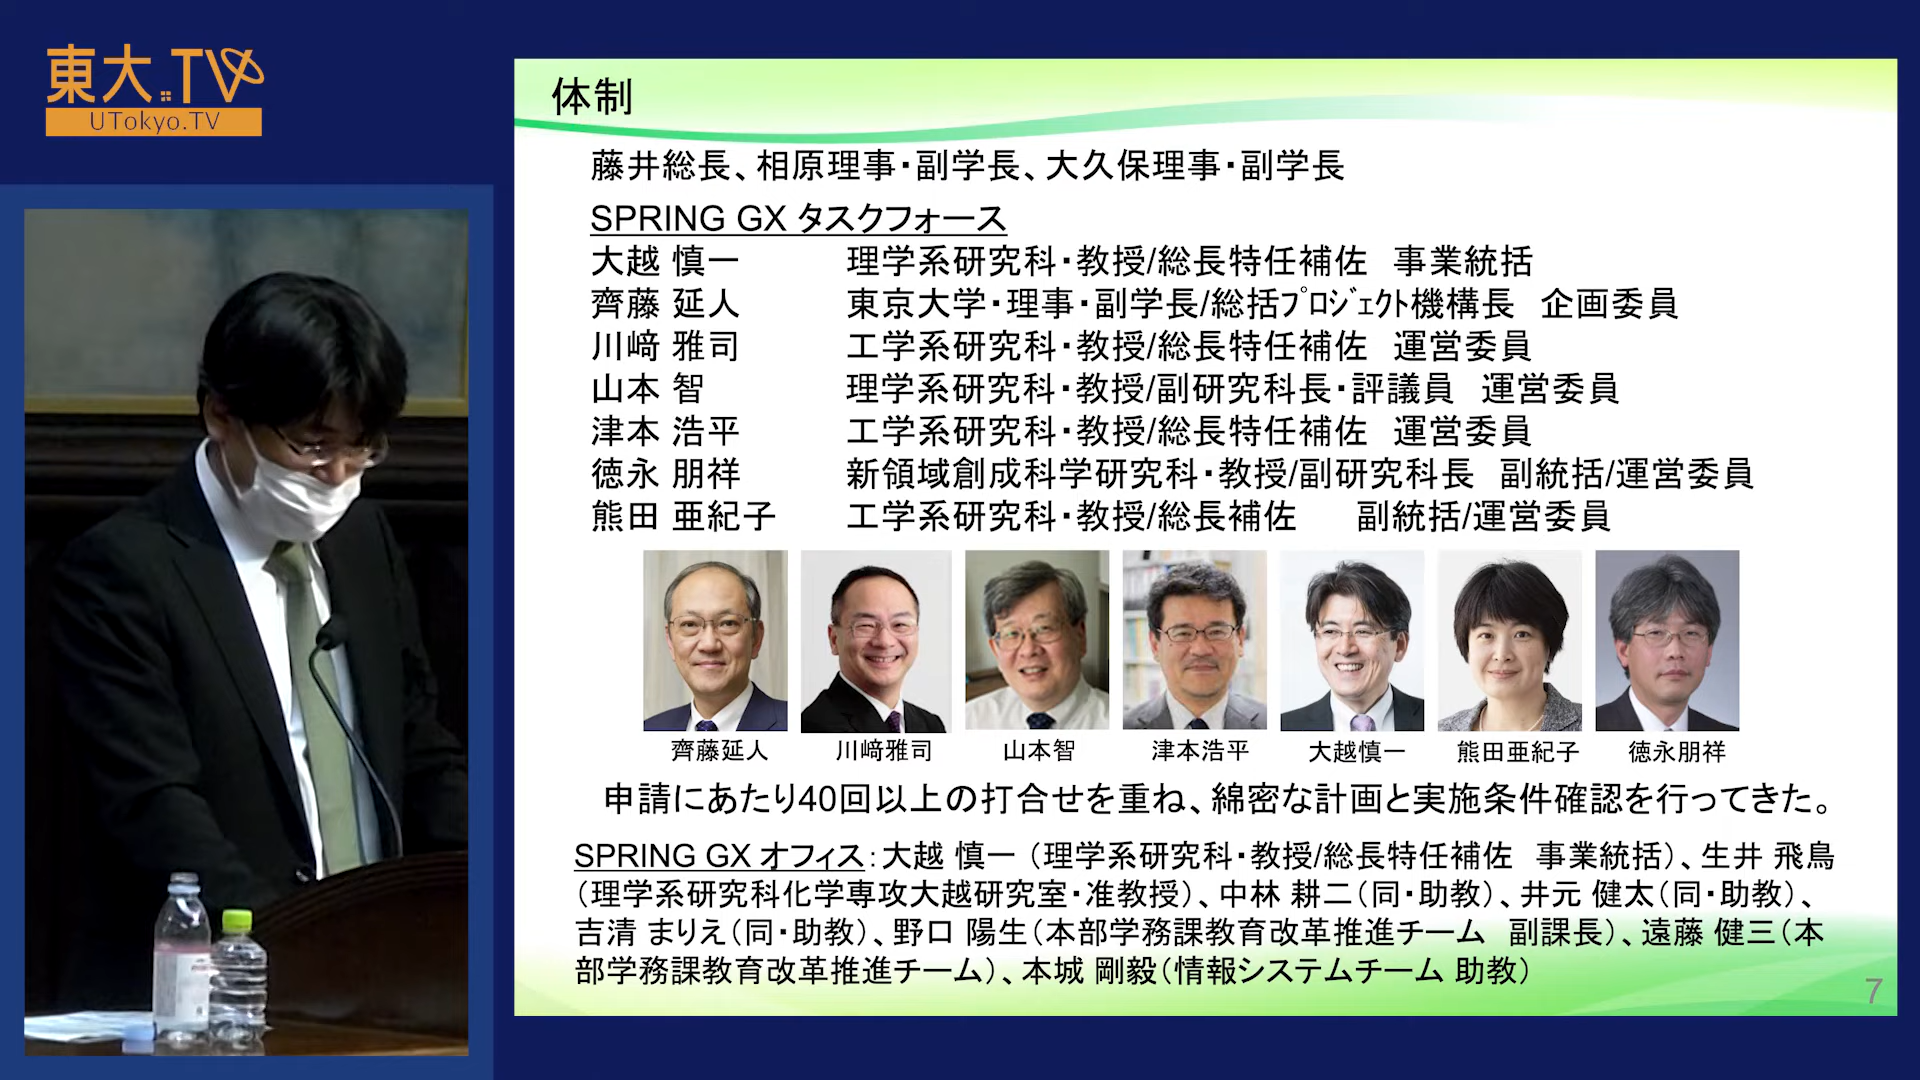 東大TV
UTokyo.TV
体制
藤井総長、相原理事・副学長、大久保理事・副学長
SPRING GX タスクフォース
大越 慎一 理学系研究科・教授/総長特任補佐 事業統括
齊藤 延人 東京大学・理事・副学長/総括ﾌﾟﾛｼﾞｪｸﾄ機構長 企画委員
川﨑 雅司 工学系研究科・教授/総長特任補佐 運営委員
山本 智 理学系研究科・教授/副研究科長・評議員 運営委員
津本 浩平 工学系研究科・教授/総長特任補佐 運営委員
徳永 朋祥 新領域創成科学研究科・教授/副研究科長 副統括/運営委員
熊田 亜紀子 工学系研究科・教授/総長補佐 副統括/運営委員
齊藤延人 川﨑雅司 山本智 津本浩平 大越慎一 熊田亜紀子 徳永朋祥
申請にあたり40回以上の打合せを重ね、綿密な計画と実施条件確認を行ってきた。
SPRING GX オフィス：大越 慎一（理学系研究科・教授/総長特任補佐 事業統括）、生井 飛鳥
（理学系研究科化学専攻大越研究室・准教授）、中林 耕二（同・助教）、井元 健太（同・助教）、
吉清 まりえ（同・助教）、野口 陽生（本部学務課教育改革推進チーム 副課長）、遠藤 健三（本
部学務課教育改革推進チーム）、本城 剛毅（情報システムチーム 助教）
7